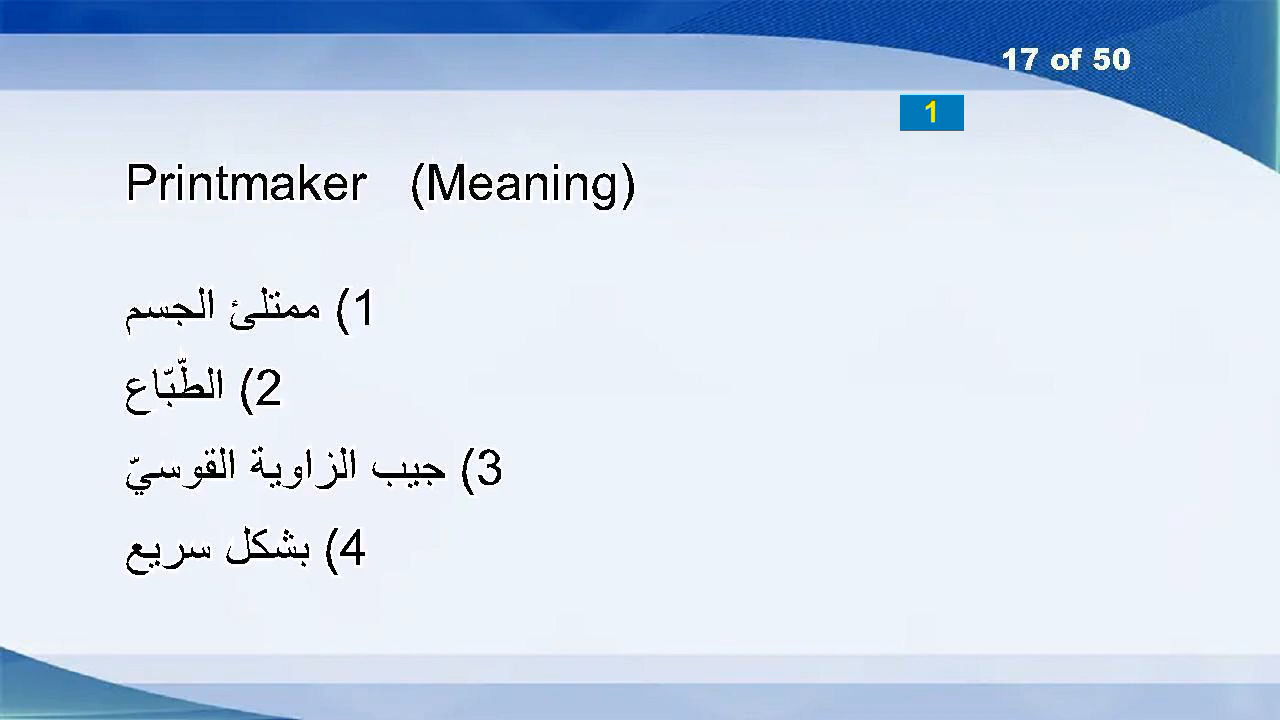 17 of 50
1
Printmaker (Meaning)
1) ممتلئ الجسم
2) الطّبّاع
3) جيب الزاوية القوسيّ
4) بشكل سريع